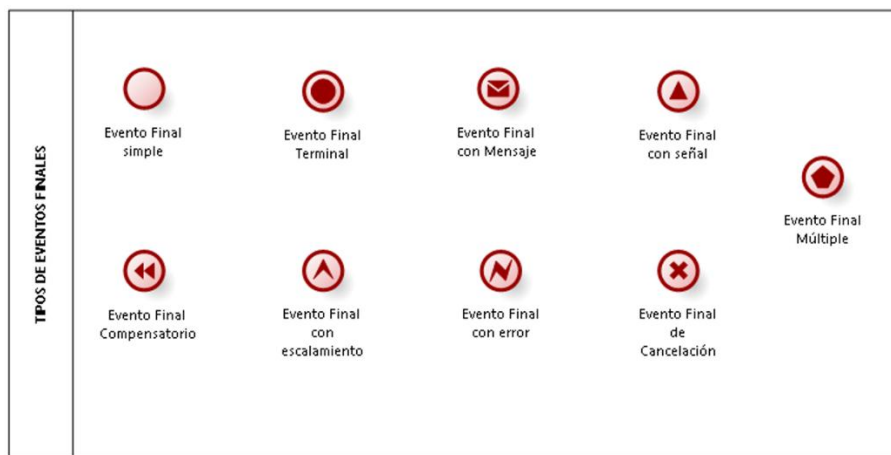 TIPOS DE EVENTOS FINALES
Evento Final
simple
Evento Final
Terminal
Evento Final
con Mensaje
Evento Final
con señal
Evento Final
Múltiple
Evento Final
Compensatorio
Evento Final
con
escalamiento
Evento Final
con error
Evento Final
de
Cancelación